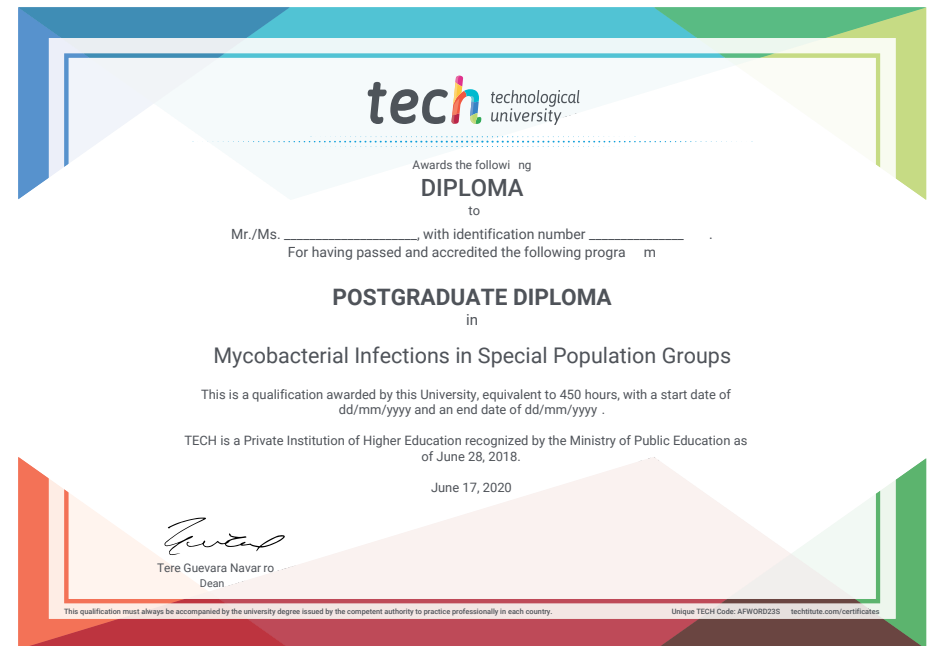 tech technological
university
Awards the followi ng
DIPLOMA
to
Mr./Ms. _____________________, with identification number _______________ .
For having passed and accredited the following progra m
POSTGRADUATE DIPLOMA
in
Mycobacterial Infections in Special Population Groups
This is a qualification awarded by this University, equivalent to 450 hours, with a start date of
dd/mm/yyyy and an end date of dd/mm/yyyy .
TECH is a Private Institution of Higher Education recognized by the Ministry of Public Education as
of June 28, 2018.
June 17, 2020
Tere Guevara Navar ro
Dean
This qualification must always be accompanied by the university degree issued by the competent authority to practice professionally in each country.
Unique TECH Code: AFWORD23S techtitute.com/certificates